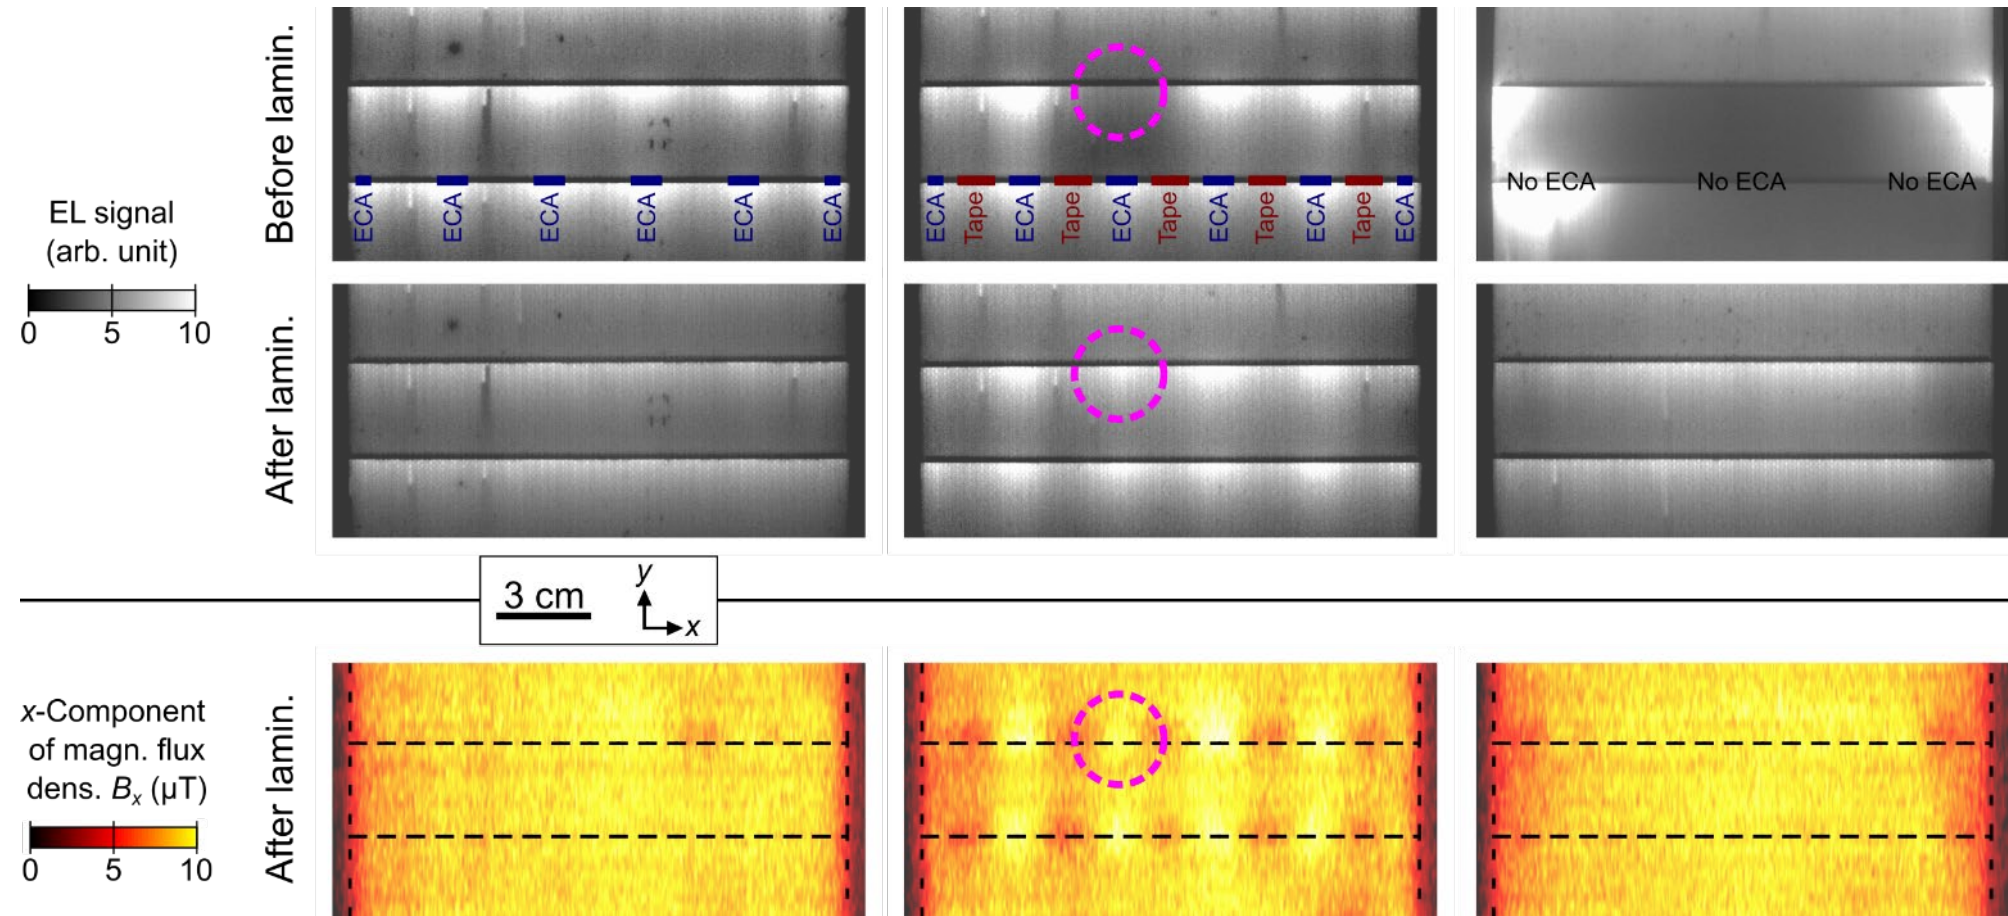 Before lamin.
EL signal
(arb. unit)
0 5 10
ECA ECA ECA ECA ECA ECA
ECA Tape ECA Tape ECA Tape ECA Tape ECA Tape ECA
No ECA No ECA No ECA
After lamin.
3 cm
y
x
x-Component
of magn. flux
dens. Bₓ (µT)
0 5 10
After lamin.